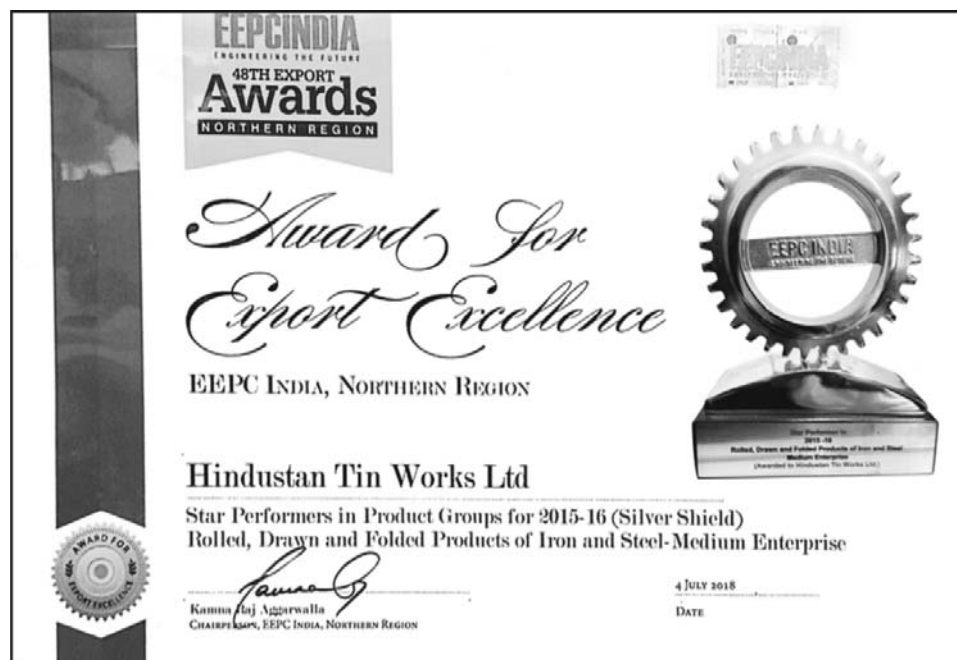 EEPCINDIA
ENGINEERING THE FUTURE
48TH EXPORT
Awards
NORTHERN REGION
EEPCINDIA
Award for
Export Excellence
EEPC INDIA, NORTHERN REGION
EEPC INDIA
Star Performer in
2015 -16
Rolled, Drawn and Folded Products of Iron and Steel
Medium Enterprise
(Awarded to Hindustan Tin Works Ltd.)
Hindustan Tin Works Ltd
Star Performers in Product Groups for 2015-16 (Silver Shield)
Rolled, Drawn and Folded Products of Iron and Steel-Medium Enterprise
AWARD FOR
EXPORT EXCELLENCE
Kamna Raj Aggarwalla
CHAIRPERSON, EEPC INDIA, NORTHERN REGION
4 JULY 2018
DATE